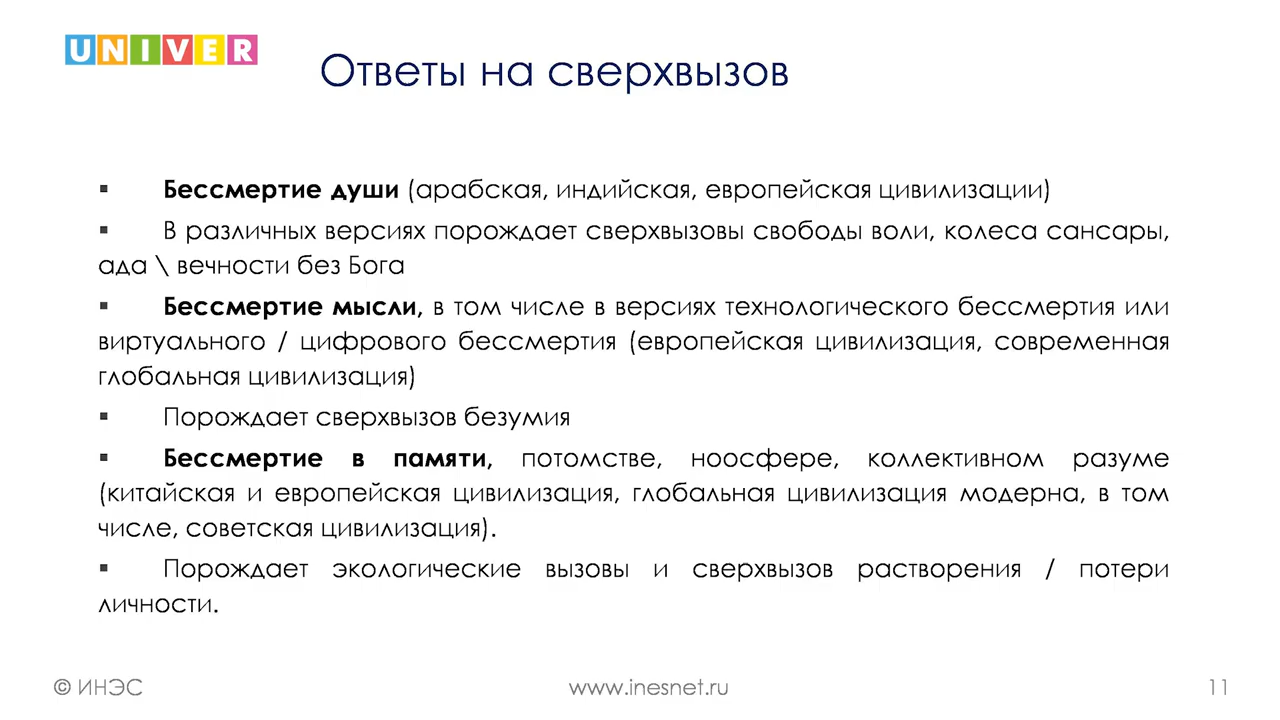 UNIVER
Ответы на сверхвызов
▪ Бессмертие души (арабская, индийская, европейская цивилизации)
▪ В различных версиях порождает сверхвызовы свободы воли, колеса сансары,
ада \ вечности без Бога
▪ Бессмертие мысли, в том числе в версиях технологического бессмертия или
виртуального / цифрового бессмертия (европейская цивилизация, современная
глобальная цивилизация)
▪ Порождает сверхвызов безумия
▪ Бессмертие в памяти, потомстве, ноосфере, коллективном разуме
(китайская и европейская цивилизация, глобальная цивилизация модерна, в том
числе, советская цивилизация).
▪ Порождает экологические вызовы и сверхвызов растворения / потери
личности.
© ИНЭС www.inesnet.ru 11